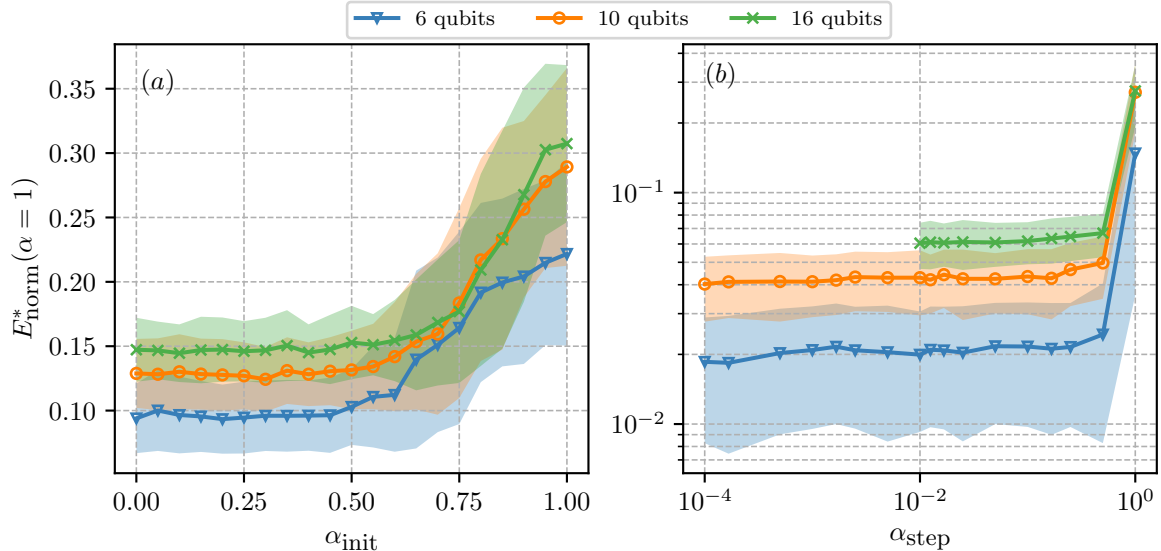 6 qubits 10 qubits 16 qubits
(a)
(b)
E*norm(α = 1)
0.35
0.30
0.25
0.20
0.15
0.10
0.00 0.25 0.50 0.75 1.00
αinit
10⁻¹
10⁻²
10⁻⁴ 10⁻² 10⁰
αstep